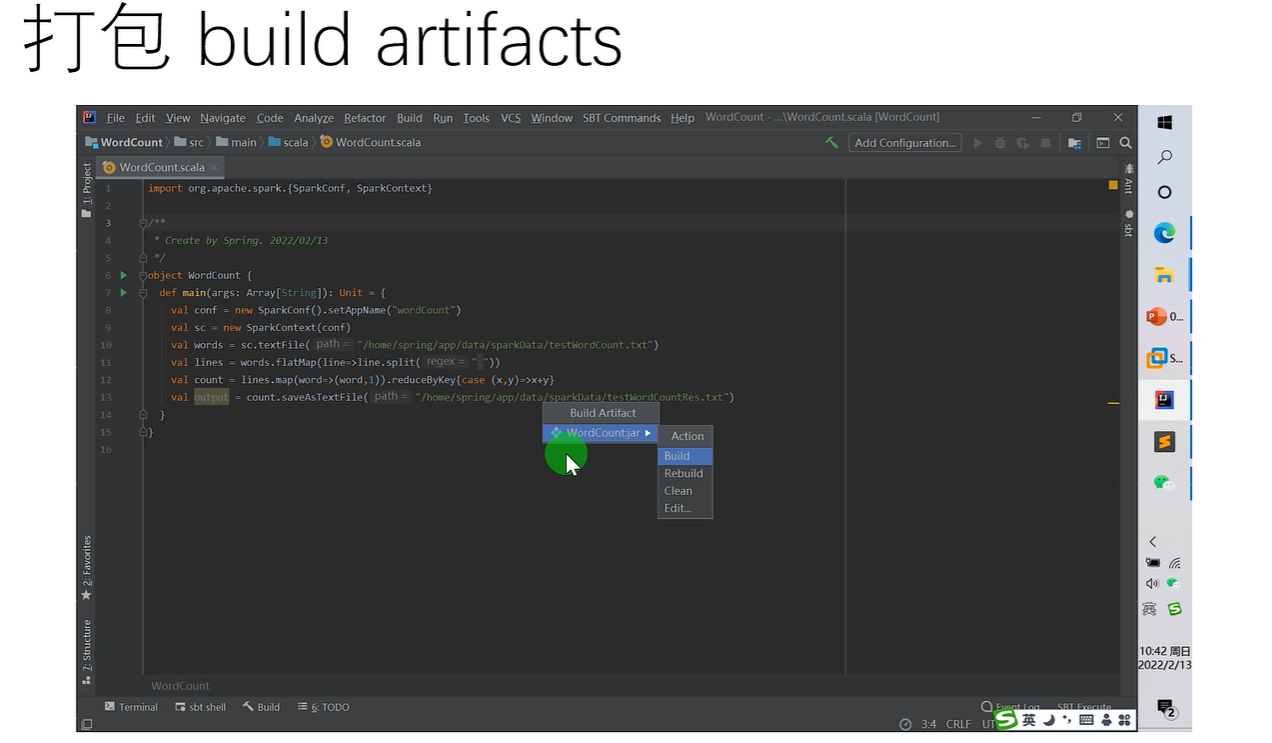 打包 build artifacts
File Edit View Navigate Code Analyze Refactor Build Run Tools VCS Window SBT Commands Help WordCount - ...\WordCount.scala [WordCount]
WordCount src main scala WordCount.scala Add Configuration...
WordCount.scala
1: Project
Ant
sbt
1 import org.apache.spark.{SparkConf, SparkContext}
2
3 /**
4 * Create by Spring. 2022/02/13
5 */
6 object WordCount {
7 def main(args: Array[String]): Unit = {
8 val conf = new SparkConf().setAppName("wordCount")
9 val sc = new SparkContext(conf)
10 val words = sc.textFile( path = "/home/spring/app/data/sparkData/testWordCount.txt")
11 val lines = words.flatMap(line=>line.split( regex = " "))
12 val count = lines.map(word=>(word,1)).reduceByKey{case (x,y)=>x+y}
13 val output = count.saveAsTextFile( path = "/home/spring/app/data/sparkData/testWordCountRes.txt")
14 }
15 }
16
Build Artifact
WordCount:jar
Action
Build
Rebuild
Clean
Edit...
2: Favorites
7: Structure
WordCount
Terminal sbt shell Build 6: TODO Event Log SBT Execute
3:4 CRLF UT
英
0...
S...
英
10:42 周日
2022/2/13
2